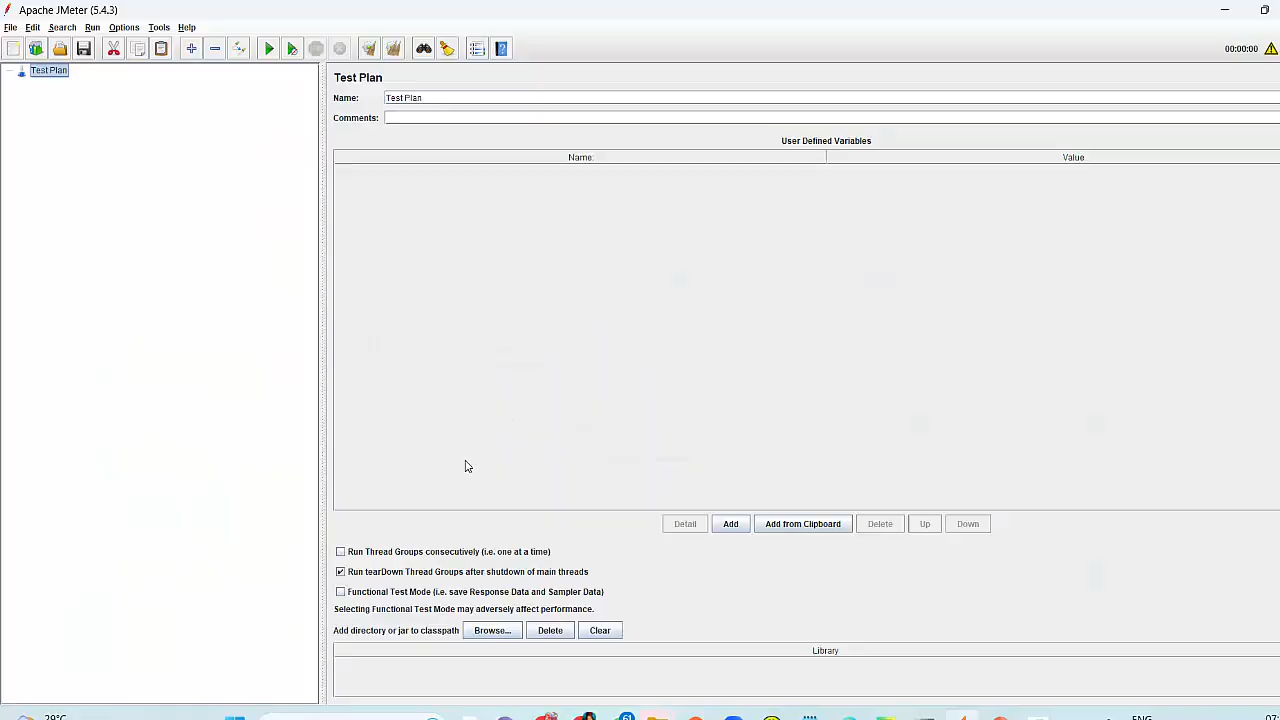 Apache JMeter (5.4.3)
File Edit Search Run Options Tools Help
00:00:00
Test Plan
Test Plan
Name: Test Plan
Comments:
User Defined Variables
Name: Value
Detail Add Add from Clipboard Delete Up Down
Run Thread Groups consecutively (i.e. one at a time)
Run tearDown Thread Groups after shutdown of main threads
Functional Test Mode (i.e. save Response Data and Sampler Data)
Selecting Functional Test Mode may adversely affect performance.
Add directory or jar to classpath Browse... Delete Clear
Library
29°C 61 ENG